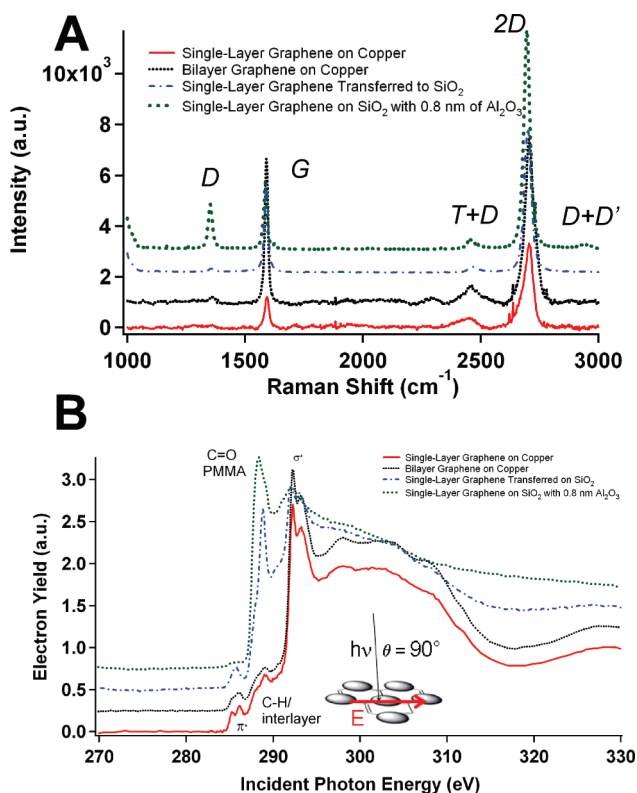 A
Single-Layer Graphene on Copper
Bilayer Graphene on Copper
Single-Layer Graphene Transferred to SiO2
Single-Layer Graphene on SiO2 with 0.8 nm of Al2O3
2D
D
G
T+D
D+D'
10x10³
8
6
4
2
0
Intensity (a.u.)
1000
1500
2000
2500
3000
Raman Shift (cm⁻¹)
B
C=O
PMMA
σ*
Single-Layer Graphene on Copper
Bilayer Graphene on Copper
Single-Layer Graphene Transferred on SiO2
Single-Layer Graphene on SiO2 with 0.8 nm Al2O3
3.0
2.5
2.0
1.5
1.0
0.5
0.0
Electron Yield (a.u.)
hν θ = 90°
E
C-H/
interlayer
π*
270
280
290
300
310
320
330
Incident Photon Energy (eV)